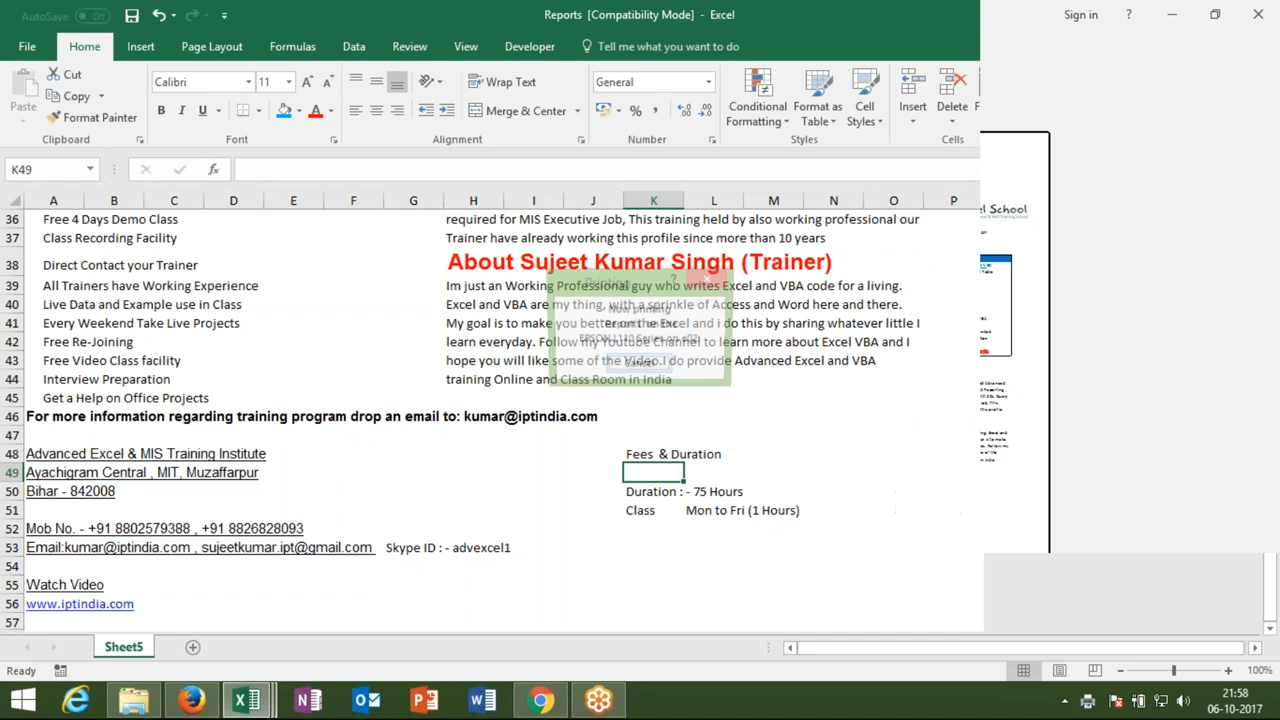 AutoSave Off
Reports [Compatibility Mode] - Excel
Sign in ?
File Home Insert Page Layout Formulas Data Review View Developer Tell me what you want to do
Paste
Cut
Copy
Format Painter
Calibri 11
B I U
Wrap Text
Merge & Center
General
% ,
Conditional Formatting
Format as Table
Cell Styles
Insert
Delete
F
Clipboard Font Alignment Number Styles Cells
K49
fx
A B C D E F G H I J K L M N O P
36 Free 4 Days Demo Class required for MIS Executive Job, This training held by also working professional our
37 Class Recording Facility Trainer have already working this profile since more than 10 years
38 Direct Contact your Trainer About Sujeet Kumar Singh (Trainer)
39 All Trainers have Working Experience Im just an Working Professional guy who writes Excel and VBA code for a living.
40 Live Data and Example use in Class Excel and VBA are my thing, with a sprinkle of Access and Word here and there.
41 Every Weekend Take Live Projects My goal is to make you better on the Excel and i do this by sharing whatever little I
42 Free Re-Joining learn everyday. Follow my Youtube Channel to learn more about Excel VBA and I
43 Free Video Class facility hope you will like some of the Video.I do provide Advanced Excel and VBA
44 Interview Preparation training Online and Class Room in India
45 Get a Help on Office Projects
46 For more information regarding training program drop an email to: kumar@iptindia.com
47
48 Advanced Excel & MIS Training Institute Fees & Duration
49 Ayachigram Central , MIT, Muzaffarpur
50 Bihar - 842008 Duration : - 75 Hours
51 Class Mon to Fri (1 Hours)
52 Mob No. - +91 8802579388 , +91 8826828093
53 Email:kumar@iptindia.com , sujeetkumar.ipt@gmail.com Skype ID : - advexcel1
54
55 Watch Video
56 www.iptindia.com
57
Printing
Now printing
Cancel
School
Sheet5
Ready
100%
21:58
06-10-2017